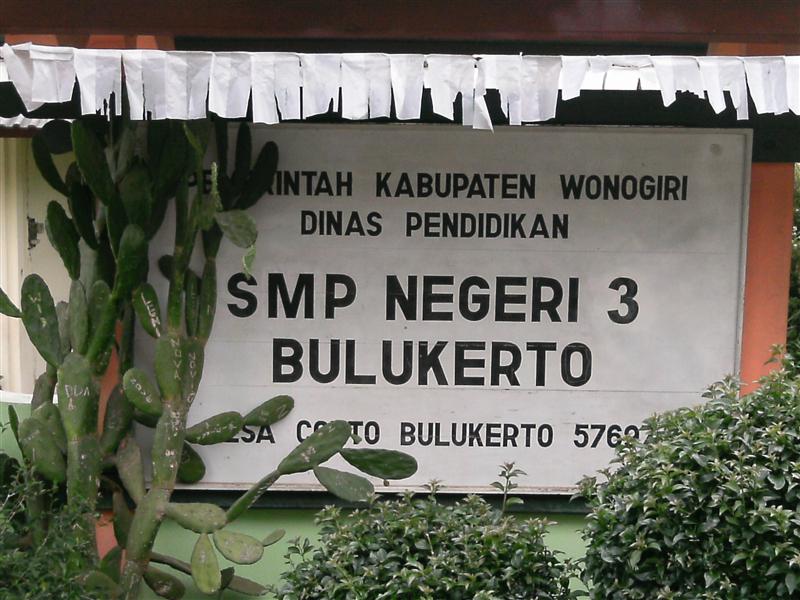 KABUPATEN WONOGIRI
DINAS PENDIDIKAN
SMP NEGERI 3
BULUKERTO
BULUKERTO